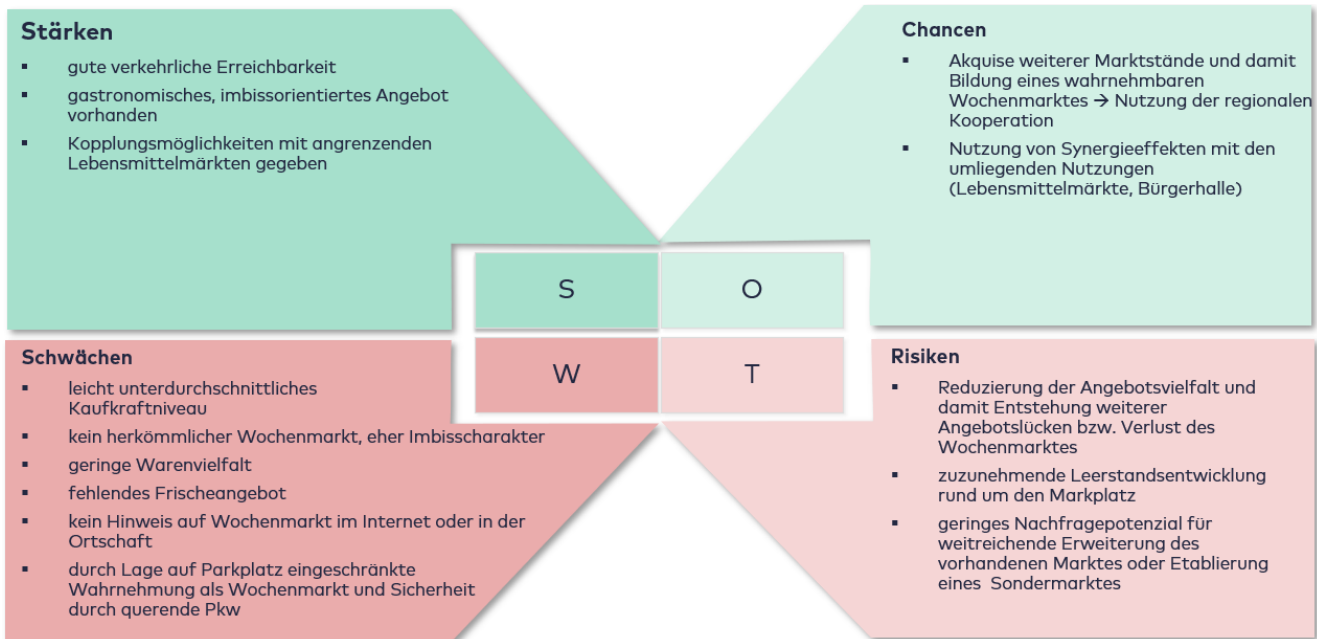 Stärken
▪ gute verkehrliche Erreichbarkeit
▪ gastronomisches, imbissorientiertes Angebot
vorhanden
▪ Kopplungsmöglichkeiten mit angrenzenden
Lebensmittelmärkten gegeben
Chancen
▪ Akquise weiterer Marktstände und damit
Bildung eines wahrnehmbaren
Wochenmarktes → Nutzung der regionalen
Kooperation
▪ Nutzung von Synergieeffekten mit den
umliegenden Nutzungen
(Lebensmittelmärkte, Bürgerhalle)
S
O
W
T
Schwächen
▪ leicht unterdurchschnittliches
Kaufkraftniveau
▪ kein herkömmlicher Wochenmarkt, eher Imbisscharakter
▪ geringe Warenvielfalt
▪ fehlendes Frischeangebot
▪ kein Hinweis auf Wochenmarkt im Internet oder in der
Ortschaft
▪ durch Lage auf Parkplatz eingeschränkte
Wahrnehmung als Wochenmarkt und Sicherheit
durch querende Pkw
Risiken
▪ Reduzierung der Angebotsvielfalt und
damit Entstehung weiterer
Angebotslücken bzw. Verlust des
Wochenmarktes
▪ zuzunehmende Leerstandsentwicklung
rund um den Markplatz
▪ geringes Nachfragepotenzial für
weitreichende Erweiterung des
vorhandenen Marktes oder Etablierung
eines Sondermarktes